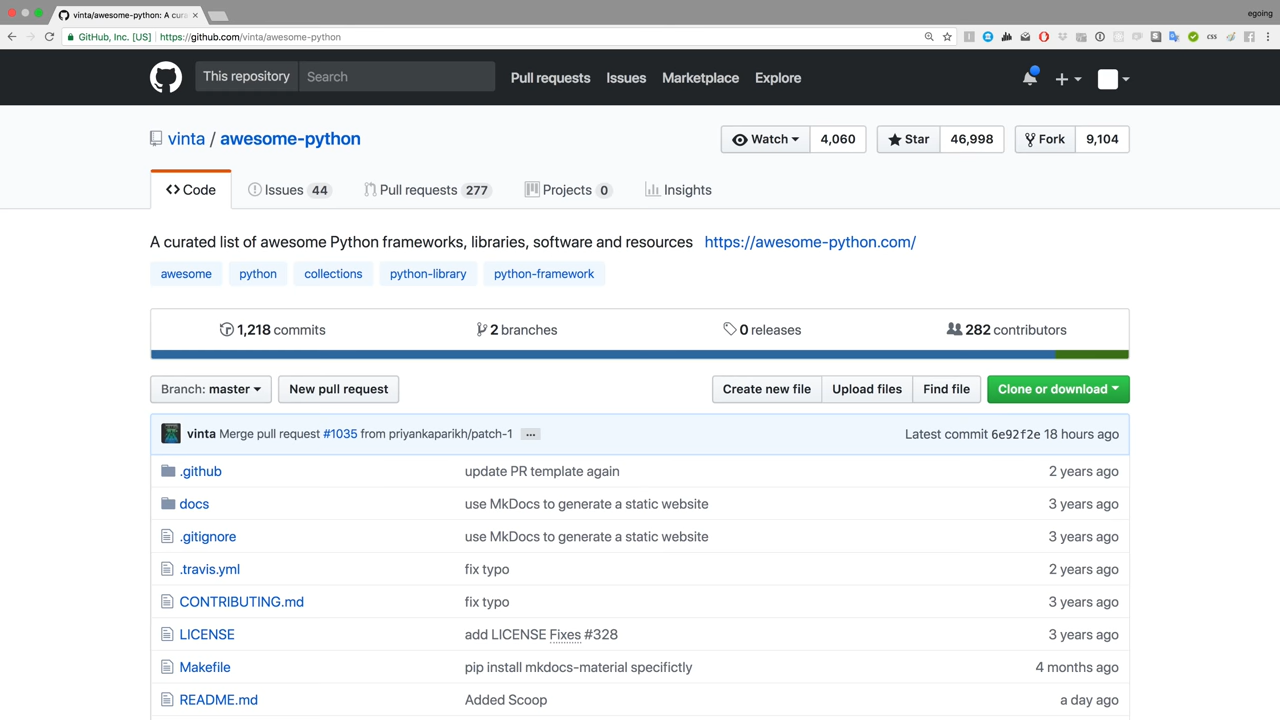 vinta/awesome-python: A cura
egoing
GitHub, Inc. [US] https://github.com/vinta/awesome-python
This repository Search Pull requests Issues Marketplace Explore
vinta / awesome-python
Watch 4,060 Star 46,998 Fork 9,104
Code Issues 44 Pull requests 277 Projects 0 Insights
A curated list of awesome Python frameworks, libraries, software and resources https://awesome-python.com/
awesome python collections python-library python-framework
1,218 commits 2 branches 0 releases 282 contributors
Branch: master New pull request Create new file Upload files Find file Clone or download
vinta Merge pull request #1035 from priyankaparikh/patch-1 ... Latest commit 6e92f2e 18 hours ago
.github update PR template again 2 years ago
docs use MkDocs to generate a static website 3 years ago
.gitignore use MkDocs to generate a static website 3 years ago
.travis.yml fix typo 2 years ago
CONTRIBUTING.md fix typo 3 years ago
LICENSE add LICENSE Fixes #328 3 years ago
Makefile pip install mkdocs-material specifictly 4 months ago
README.md Added Scoop a day ago